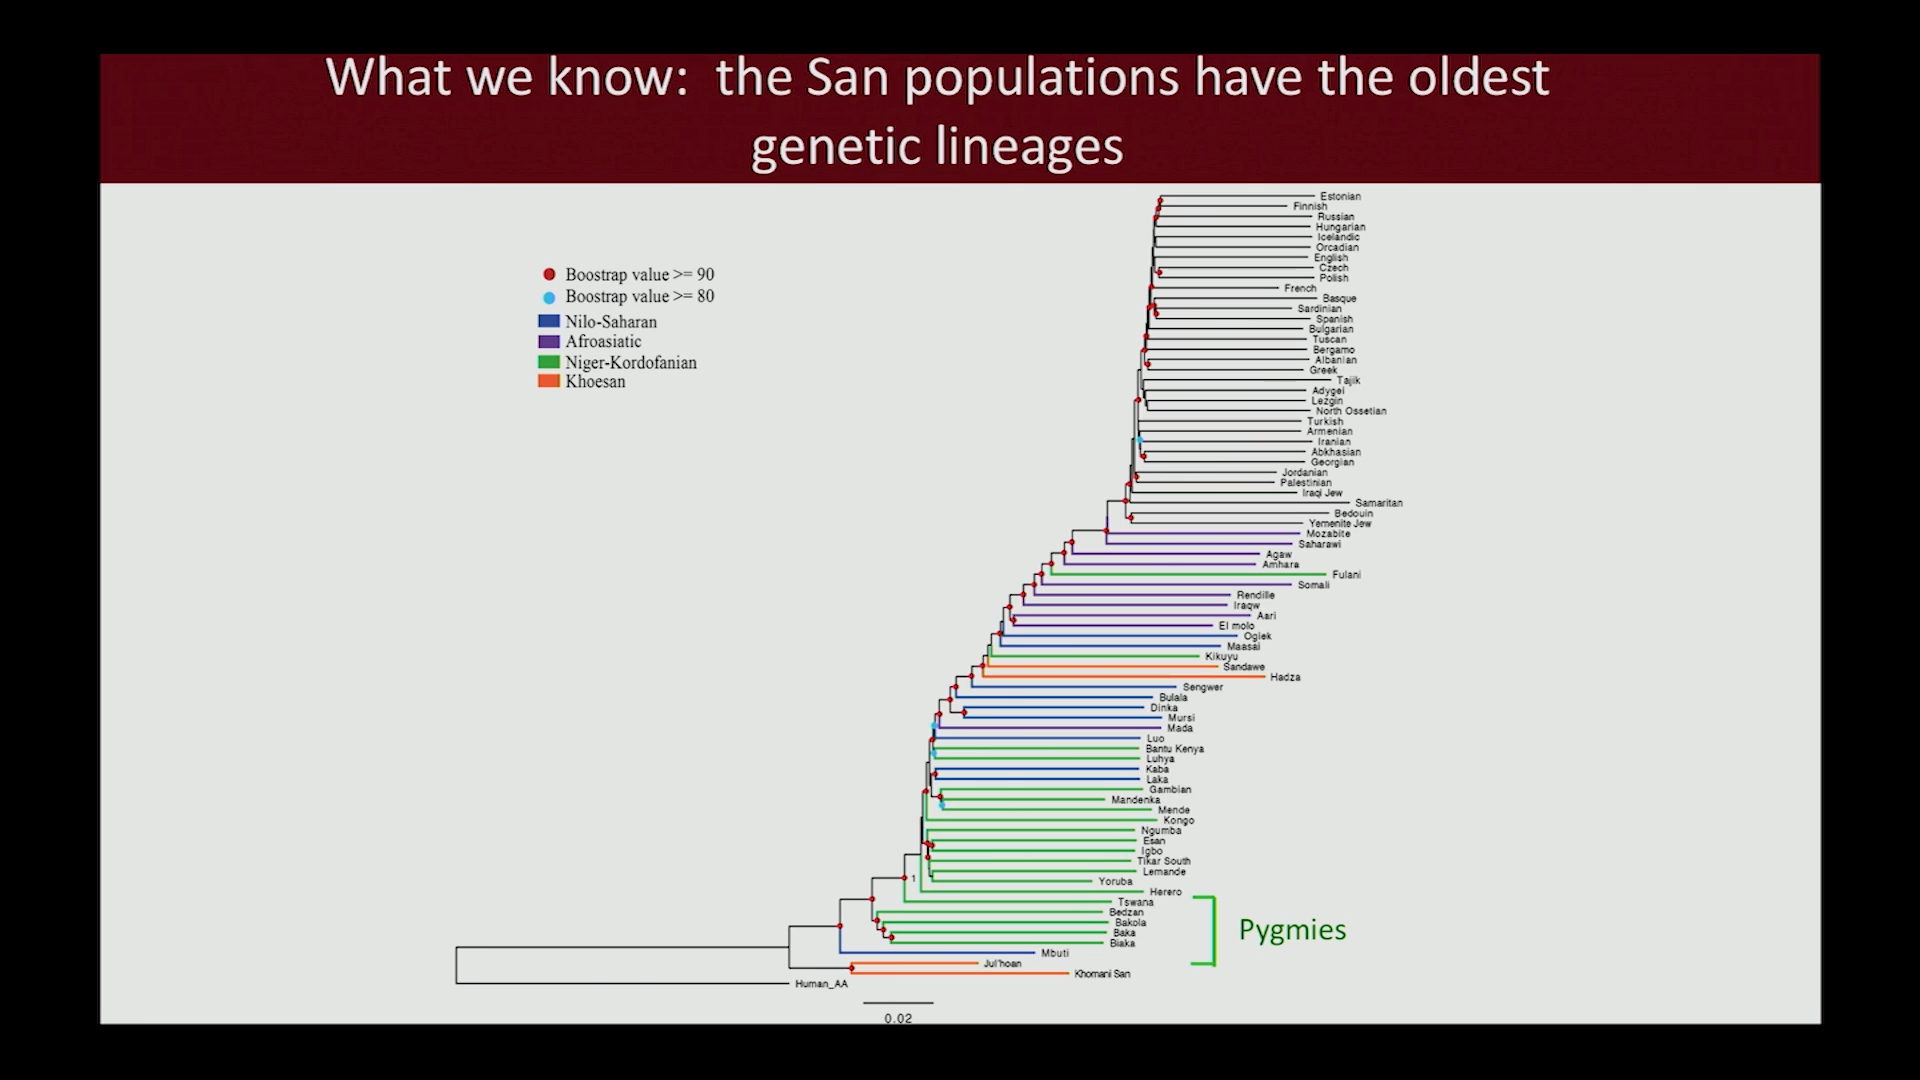 What we know:  the San populations have the oldest
genetic lineages
Boostrap value >= 90
Boostrap value >= 80
Nilo-Saharan
Afroasiatic
Niger-Kordofanian
Khoesan
Estonian
Finnish
Russian
Hungarian
Icelandic
Orcadian
English
Czech
Polish
French
Basque
Sardinian
Spanish
Bulgarian
Tuscan
Bergamo
Albanian
Greek
Tajik
Adygei
Lezgin
North Ossetian
Turkish
Armenian
Iranian
Abkhasian
Georgian
Jordanian
Palestinian
Iraqi Jew
Samaritan
Bedouin
Yemenite Jew
Mozabite
Saharawi
Agaw
Amhara
Fulani
Somali
Rendille
Iraqw
Aari
El molo
Ogiek
Maasai
Kikuyu
Sandawe
Hadza
Sengwer
Bulala
Dinka
Mursi
Mada
Luo
Bantu Kenya
Luhya
Kaba
Laka
Gambian
Mandenka
Mende
Kongo
Ngumba
Esan
Igbo
Tikar South
Lemande
Yoruba
1
Herero
Tswana
Bedzan
Bakola
Baka
Biaka
Pygmies
Mbuti
Jul'hoan
Khomani San
Human_AA
0.02